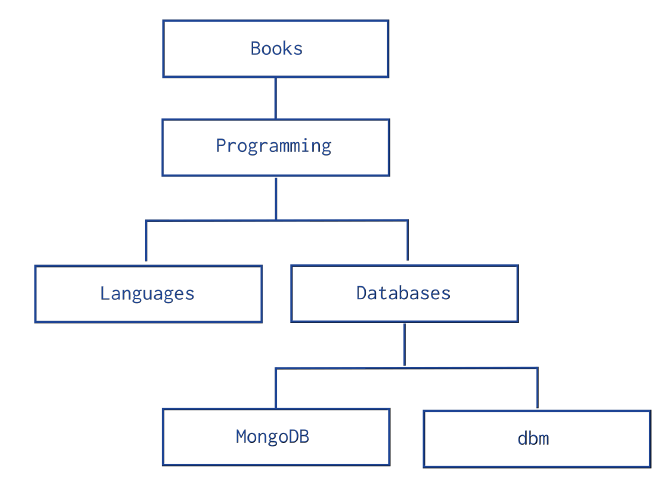 Books
Programming
Languages
Databases
MongoDB
dbm